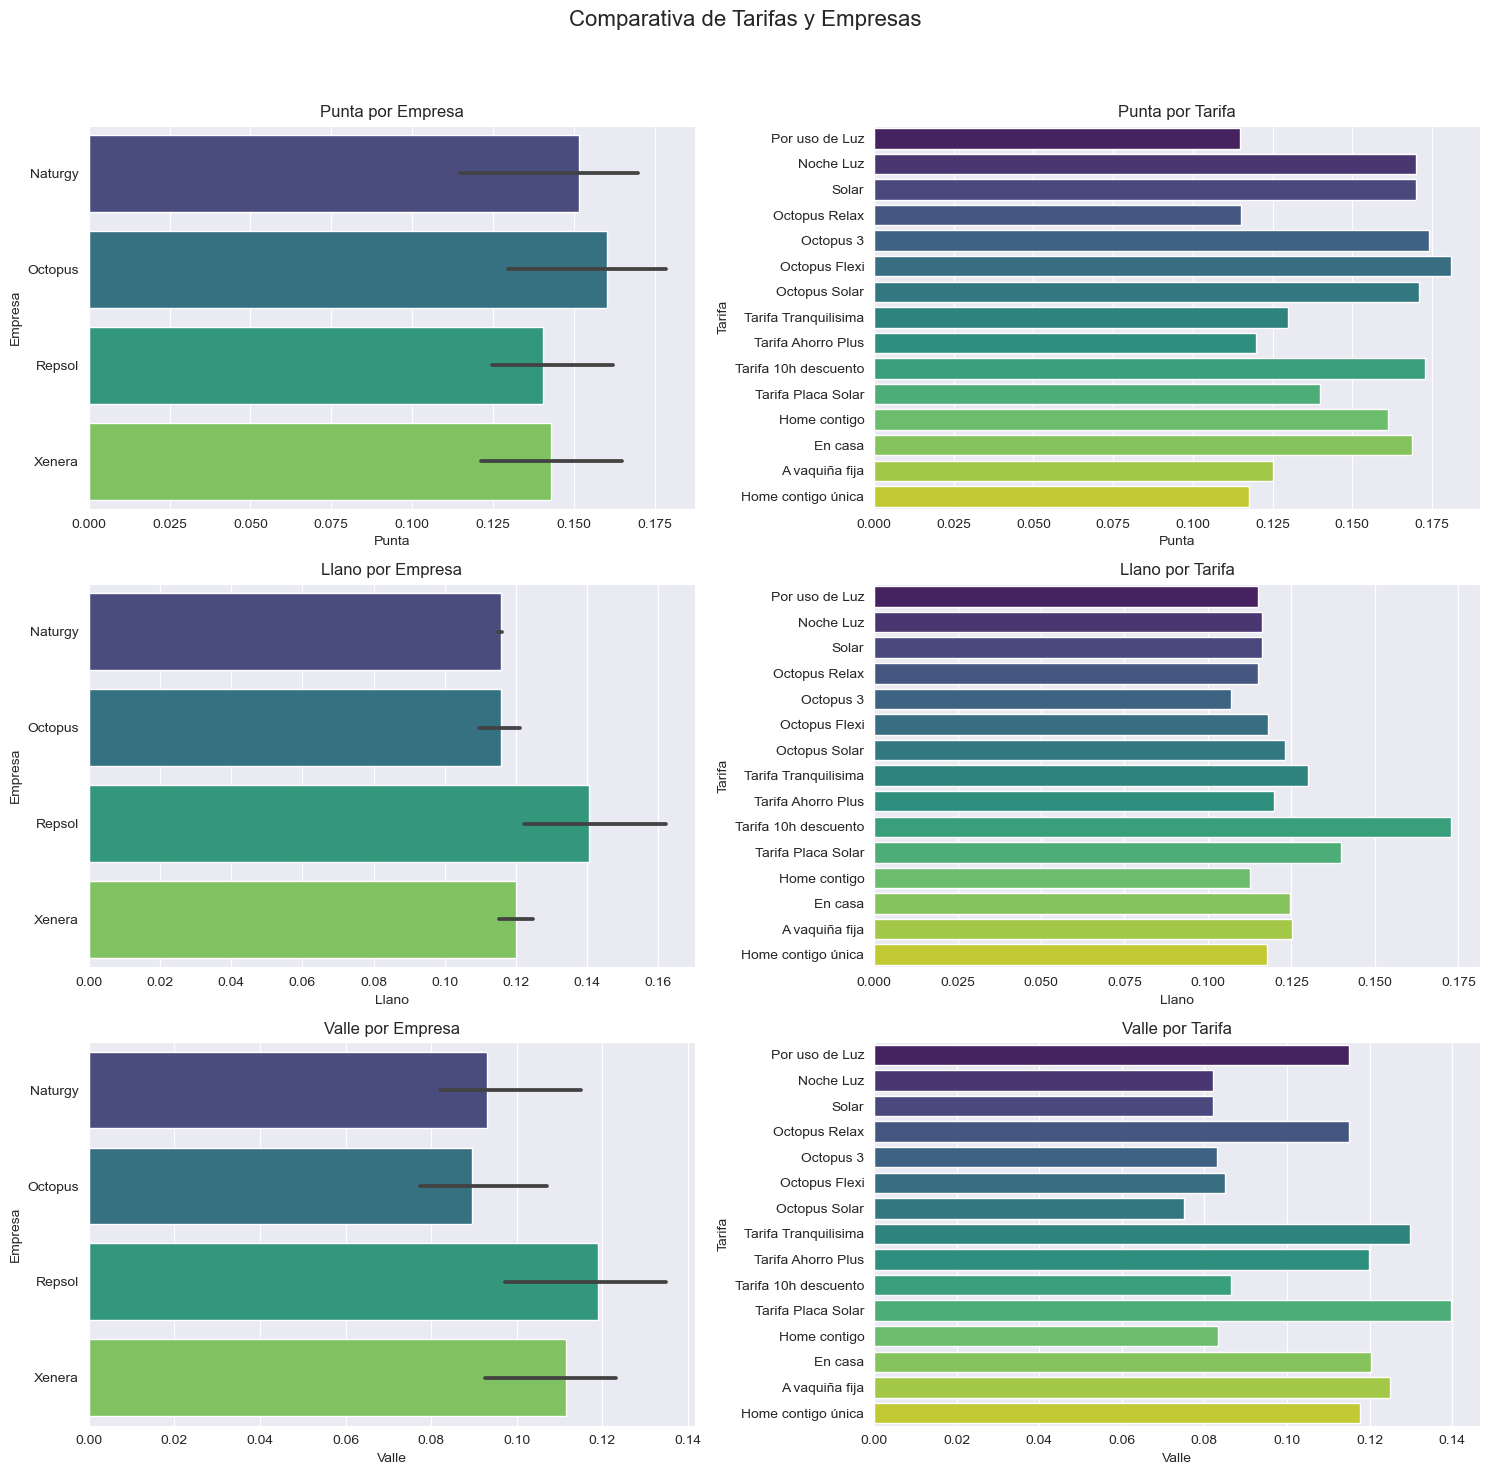 Comparativa de Tarifas y Empresas
Punta por Empresa
Empresa
Naturgy
Octopus
Repsol
Xenera
0.000 0.025 0.050 0.075 0.100 0.125 0.150 0.175
Punta
Punta por Tarifa
Tarifa
Por uso de Luz
Noche Luz
Solar
Octopus Relax
Octopus 3
Octopus Flexi
Octopus Solar
Tarifa Tranquilisima
Tarifa Ahorro Plus
Tarifa 10h descuento
Tarifa Placa Solar
Home contigo
En casa
A vaquiña fija
Home contigo única
0.000 0.025 0.050 0.075 0.100 0.125 0.150 0.175
Punta
Llano por Empresa
Empresa
Naturgy
Octopus
Repsol
Xenera
0.00 0.02 0.04 0.06 0.08 0.10 0.12 0.14 0.16
Llano
Llano por Tarifa
Tarifa
Por uso de Luz
Noche Luz
Solar
Octopus Relax
Octopus 3
Octopus Flexi
Octopus Solar
Tarifa Tranquilisima
Tarifa Ahorro Plus
Tarifa 10h descuento
Tarifa Placa Solar
Home contigo
En casa
A vaquiña fija
Home contigo única
0.000 0.025 0.050 0.075 0.100 0.125 0.150 0.175
Llano
Valle por Empresa
Empresa
Naturgy
Octopus
Repsol
Xenera
0.00 0.02 0.04 0.06 0.08 0.10 0.12 0.14
Valle
Valle por Tarifa
Tarifa
Por uso de Luz
Noche Luz
Solar
Octopus Relax
Octopus 3
Octopus Flexi
Octopus Solar
Tarifa Tranquilisima
Tarifa Ahorro Plus
Tarifa 10h descuento
Tarifa Placa Solar
Home contigo
En casa
A vaquiña fija
Home contigo única
0.00 0.02 0.04 0.06 0.08 0.10 0.12 0.14
Valle